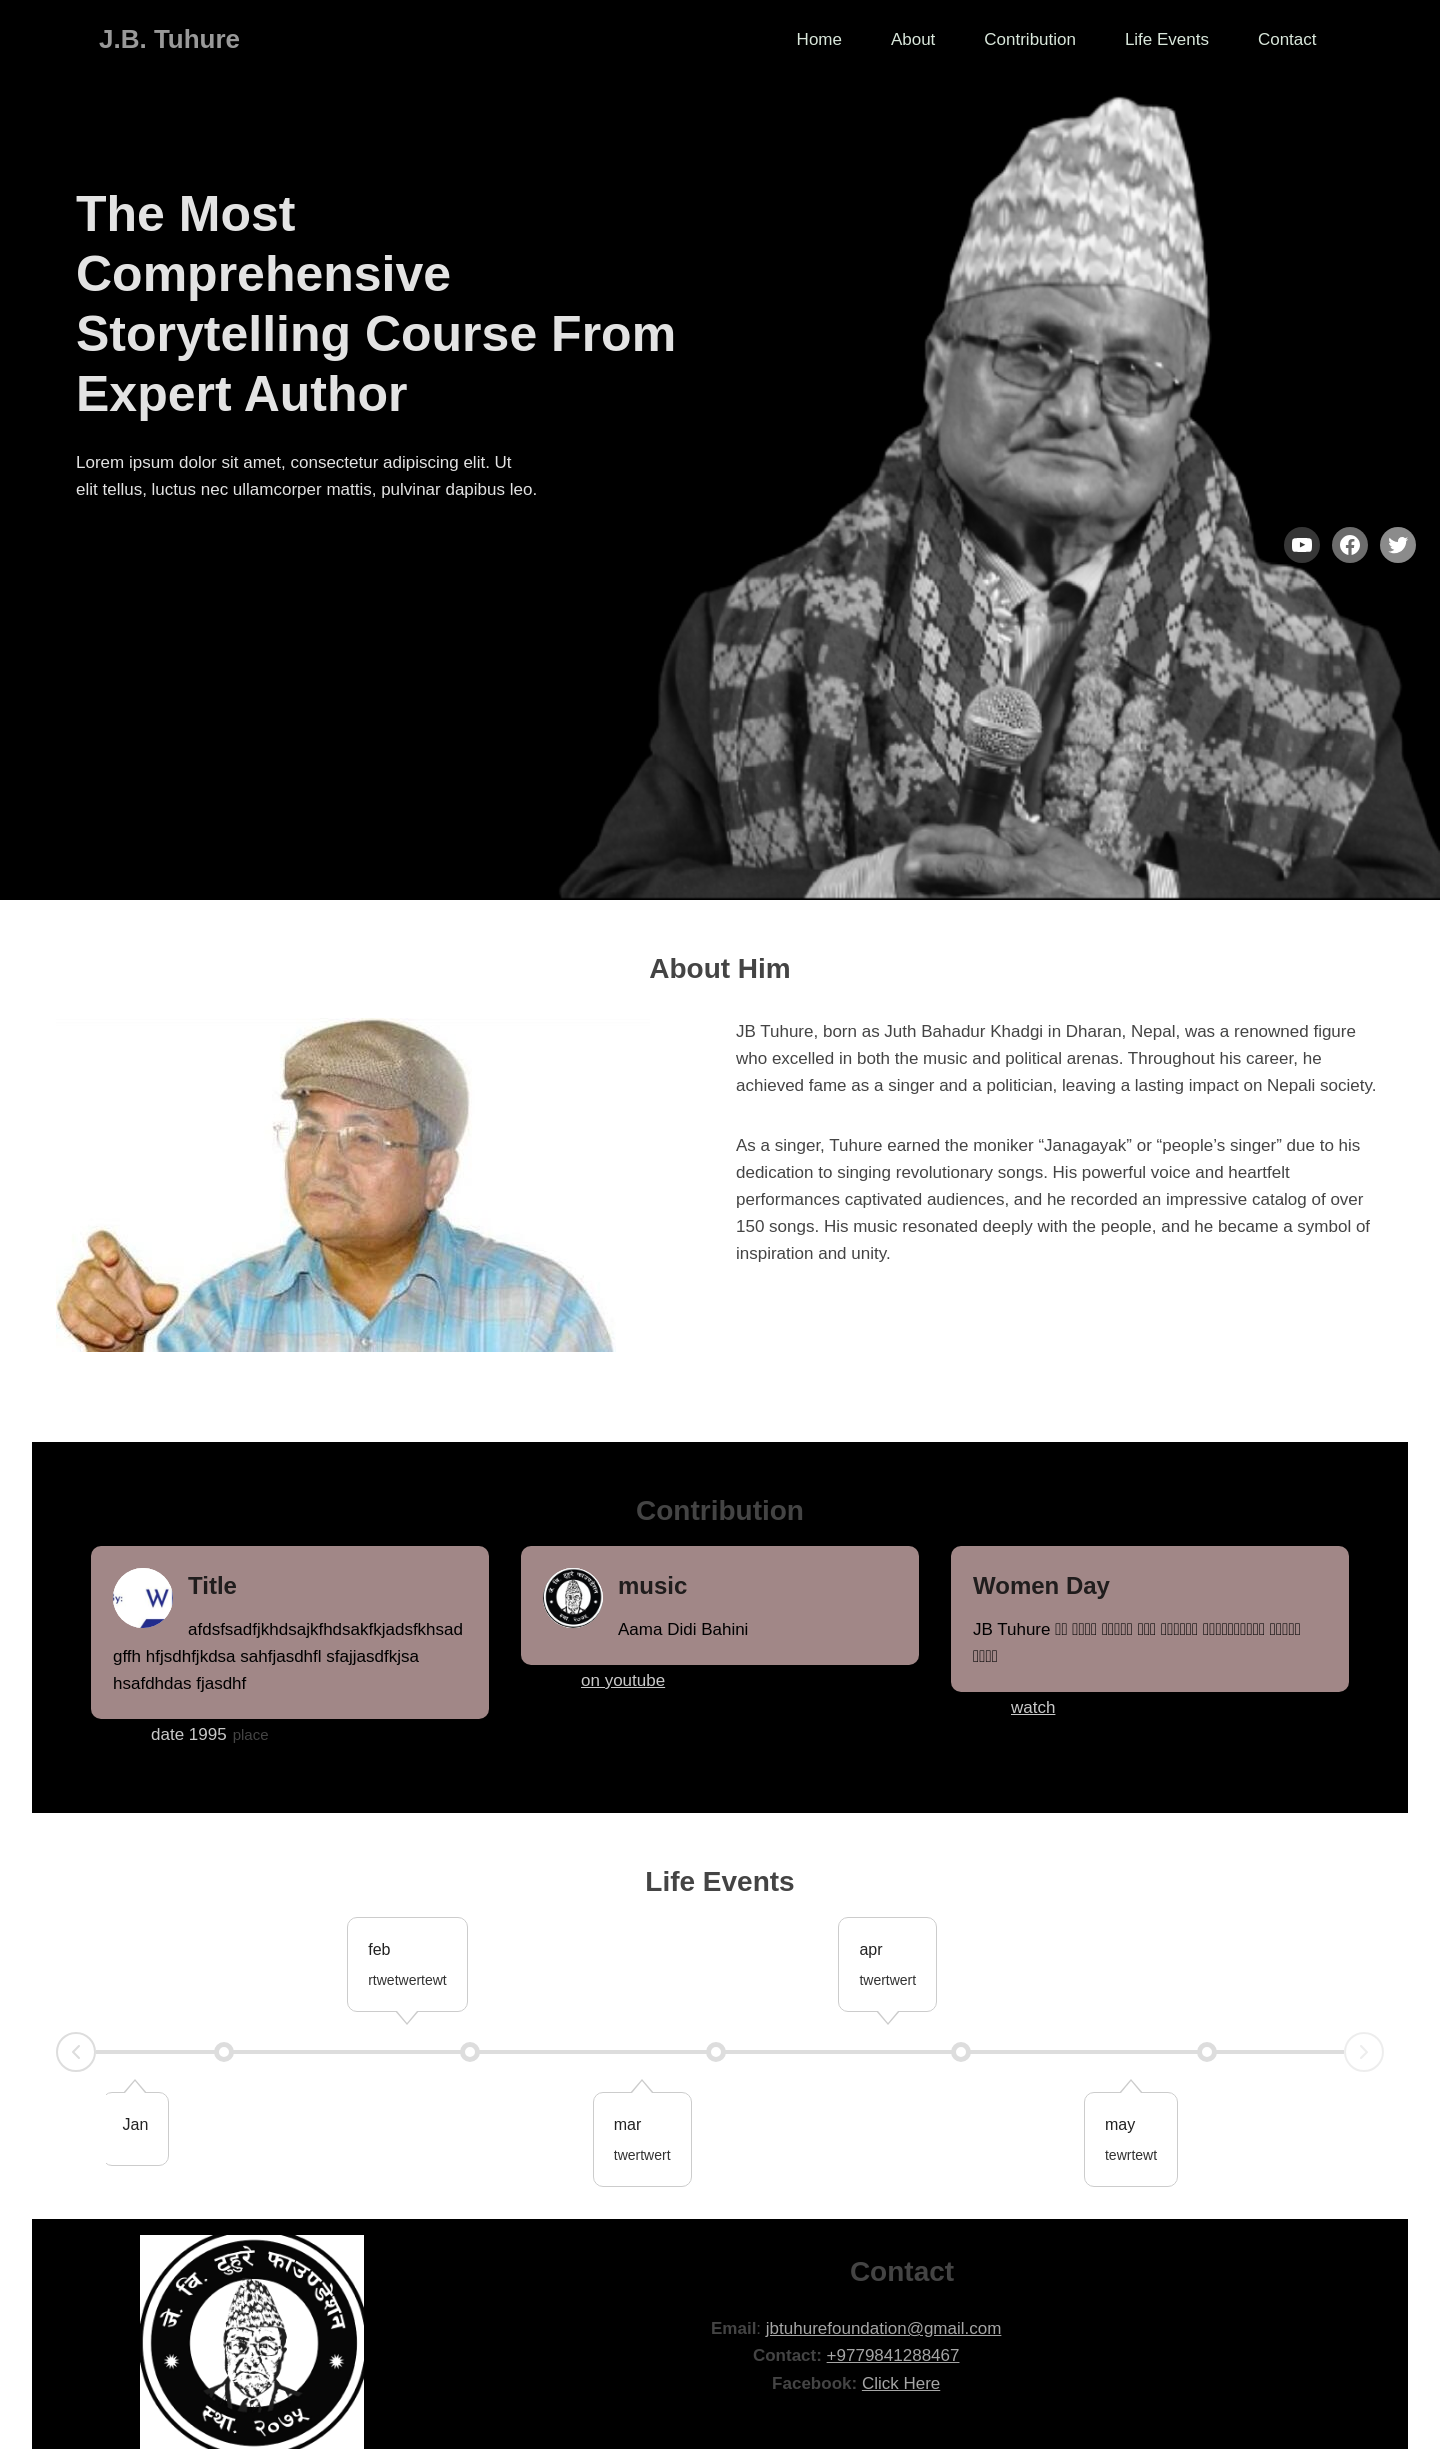 J.B. Tuhure
Home About Contribution Life Events Contact
The Most
Comprehensive
Storytelling Course From
Expert Author
Lorem ipsum dolor sit amet, consectetur adipiscing elit. Ut
elit tellus, luctus nec ullamcorper mattis, pulvinar dapibus leo.
About Him
JB Tuhure, born as Juth Bahadur Khadgi in Dharan, Nepal, was a renowned figure
who excelled in both the music and political arenas. Throughout his career, he
achieved fame as a singer and a politician, leaving a lasting impact on Nepali society.
As a singer, Tuhure earned the moniker “Janagayak” or “people’s singer” due to his
dedication to singing revolutionary songs. His powerful voice and heartfelt
performances captivated audiences, and he recorded an impressive catalog of over
150 songs. His music resonated deeply with the people, and he became a symbol of
inspiration and unity.
Contribution
y: W
Title
afdsfsadfjkhdsajkfhdsakfkjadsfkhsad
gffh hfjsdhfjkdsa sahfjasdhfl sfajjasdfkjsa
hsafdhdas fjasdhf
date 1995 place
music
Aama Didi Bahini
on youtube
Women Day
JB Tuhure
watch
Life Events
feb
rtwetwertewt
apr
twertwert
Jan
mar
twertwert
may
tewrtewt
जे. वि. टुहुरे फाउण्डेशन
स्था. २०७५
Contact
Email: jbtuhurefoundation@gmail.com
Contact: +9779841288467
Facebook: Click Here